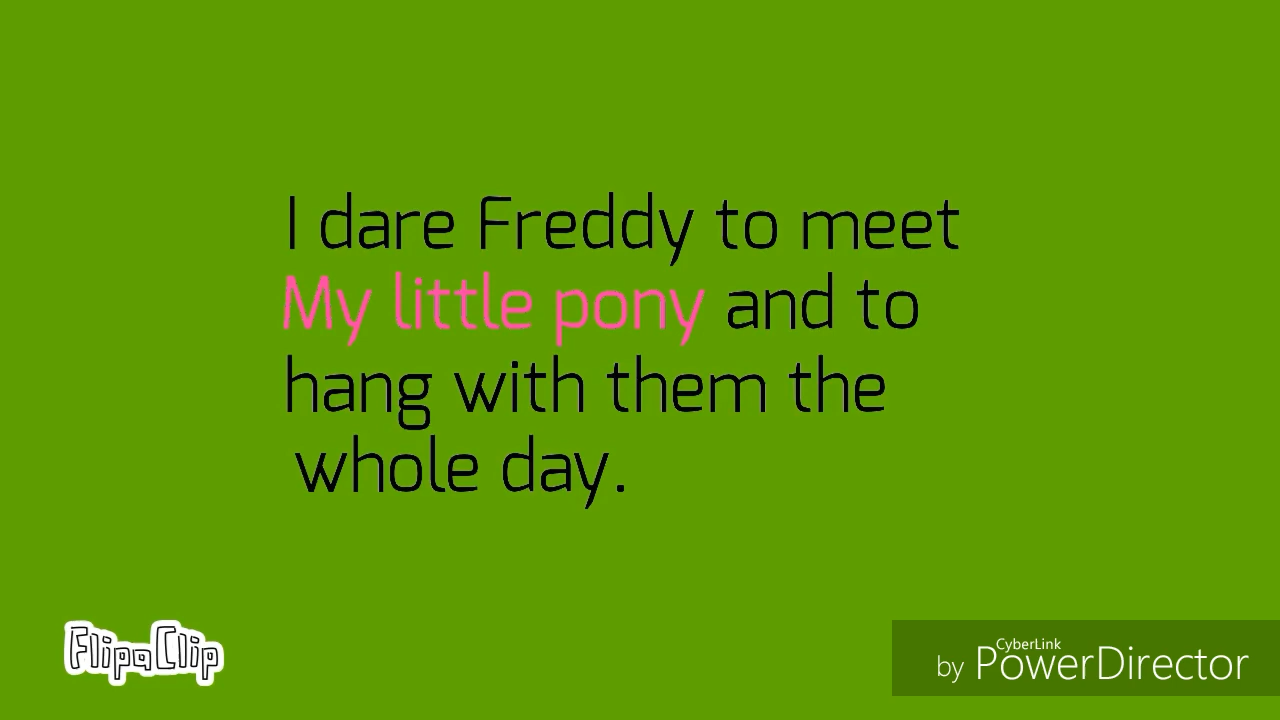 I dare Freddy to meet
My little pony and to
hang with them the
whole day.
FlipaClip
CyberLink
by PowerDirector